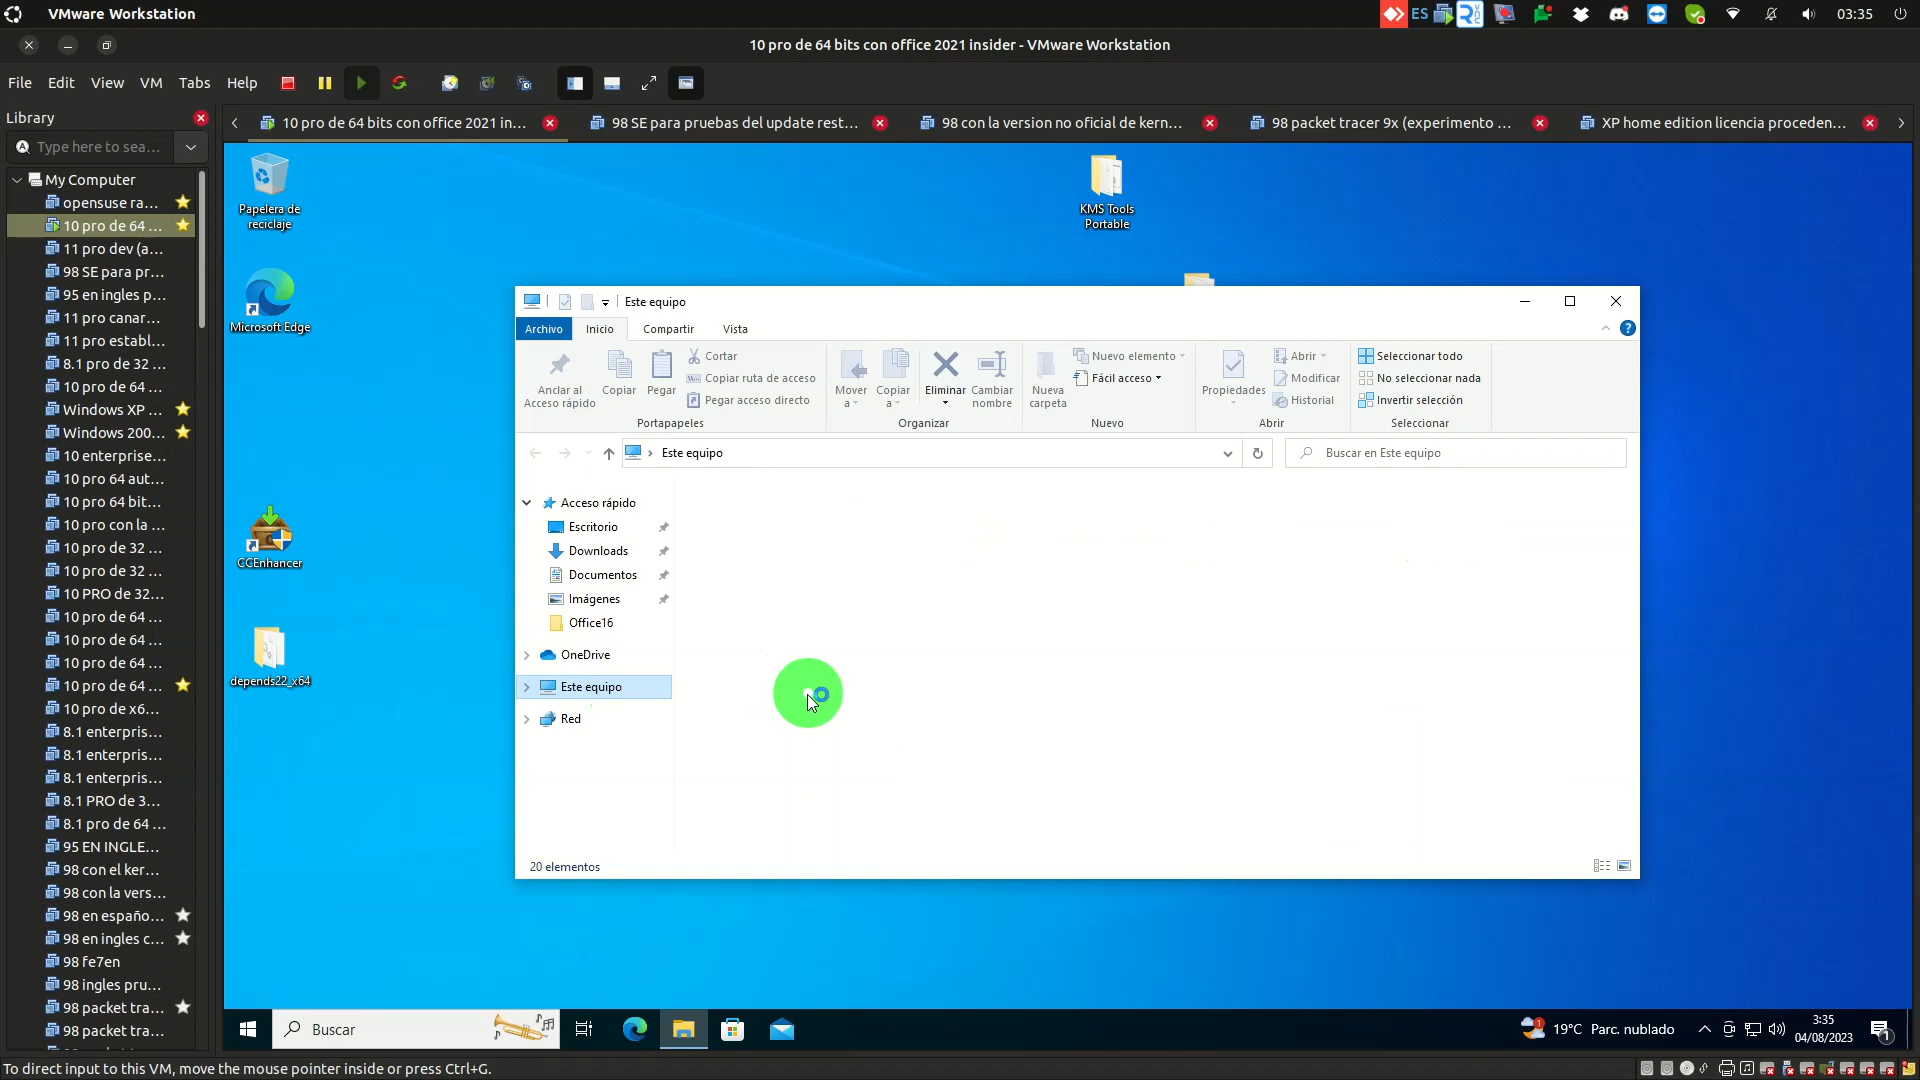 VMware Workstation
ES
03:35
10 pro de 64 bits con office 2021 insider - VMware Workstation
File Edit View VM Tabs Help
Library
10 pro de 64 bits con office 2021 in...
98 SE para pruebas del update rest...
98 con la version no oficial de kern...
98 packet tracer 9x (experimento ...
XP home edition licencia proceden...
Type here to sea...
My Computer
opensuse ra...
10 pro de 64 ...
11 pro dev (a...
98 SE para pr...
95 en ingles p...
11 pro canar...
11 pro establ...
8.1 pro de 32 ...
10 pro de 64 ...
Windows XP ...
Windows 200...
10 enterprise...
10 pro 64 aut...
10 pro 64 bit...
10 pro con la ...
10 pro de 32 ...
10 pro de 32 ...
10 PRO de 32...
10 pro de 64 ...
10 pro de 64 ...
10 pro de 64 ...
10 pro de 64 ...
10 pro de x6...
8.1 enterpris...
8.1 enterpris...
8.1 enterpris...
8.1 PRO de 3...
8.1 pro de 64 ...
95 EN INGLE...
98 con el ker...
98 con la vers...
98 en españo...
98 en ingles c...
98 fe7en
98 ingles pru...
98 packet tra...
98 packet tra...
Papelera de
reciclaje
Microsoft Edge
CCEnhancer
depends22_x64
KMS Tools
Portable
Este equipo
Archivo Inicio Compartir Vista
Anclar al
Acceso rápido
Copiar
Pegar
Cortar
Copiar ruta de acceso
Pegar acceso directo
Portapapeles
Mover
a
Copiar
a
Eliminar
Cambiar
nombre
Organizar
Nueva
carpeta
Nuevo elemento
Fácil acceso
Nuevo
Propiedades
Abrir
Modificar
Historial
Abrir
Seleccionar todo
No seleccionar nada
Invertir selección
Seleccionar
Este equipo
Buscar en Este equipo
Acceso rápido
Escritorio
Downloads
Documentos
Imágenes
Office16
OneDrive
Este equipo
Red
20 elementos
Buscar
19°C Parc. nublado
3:35
04/08/2023
1
To direct input to this VM, move the mouse pointer inside or press Ctrl+G.